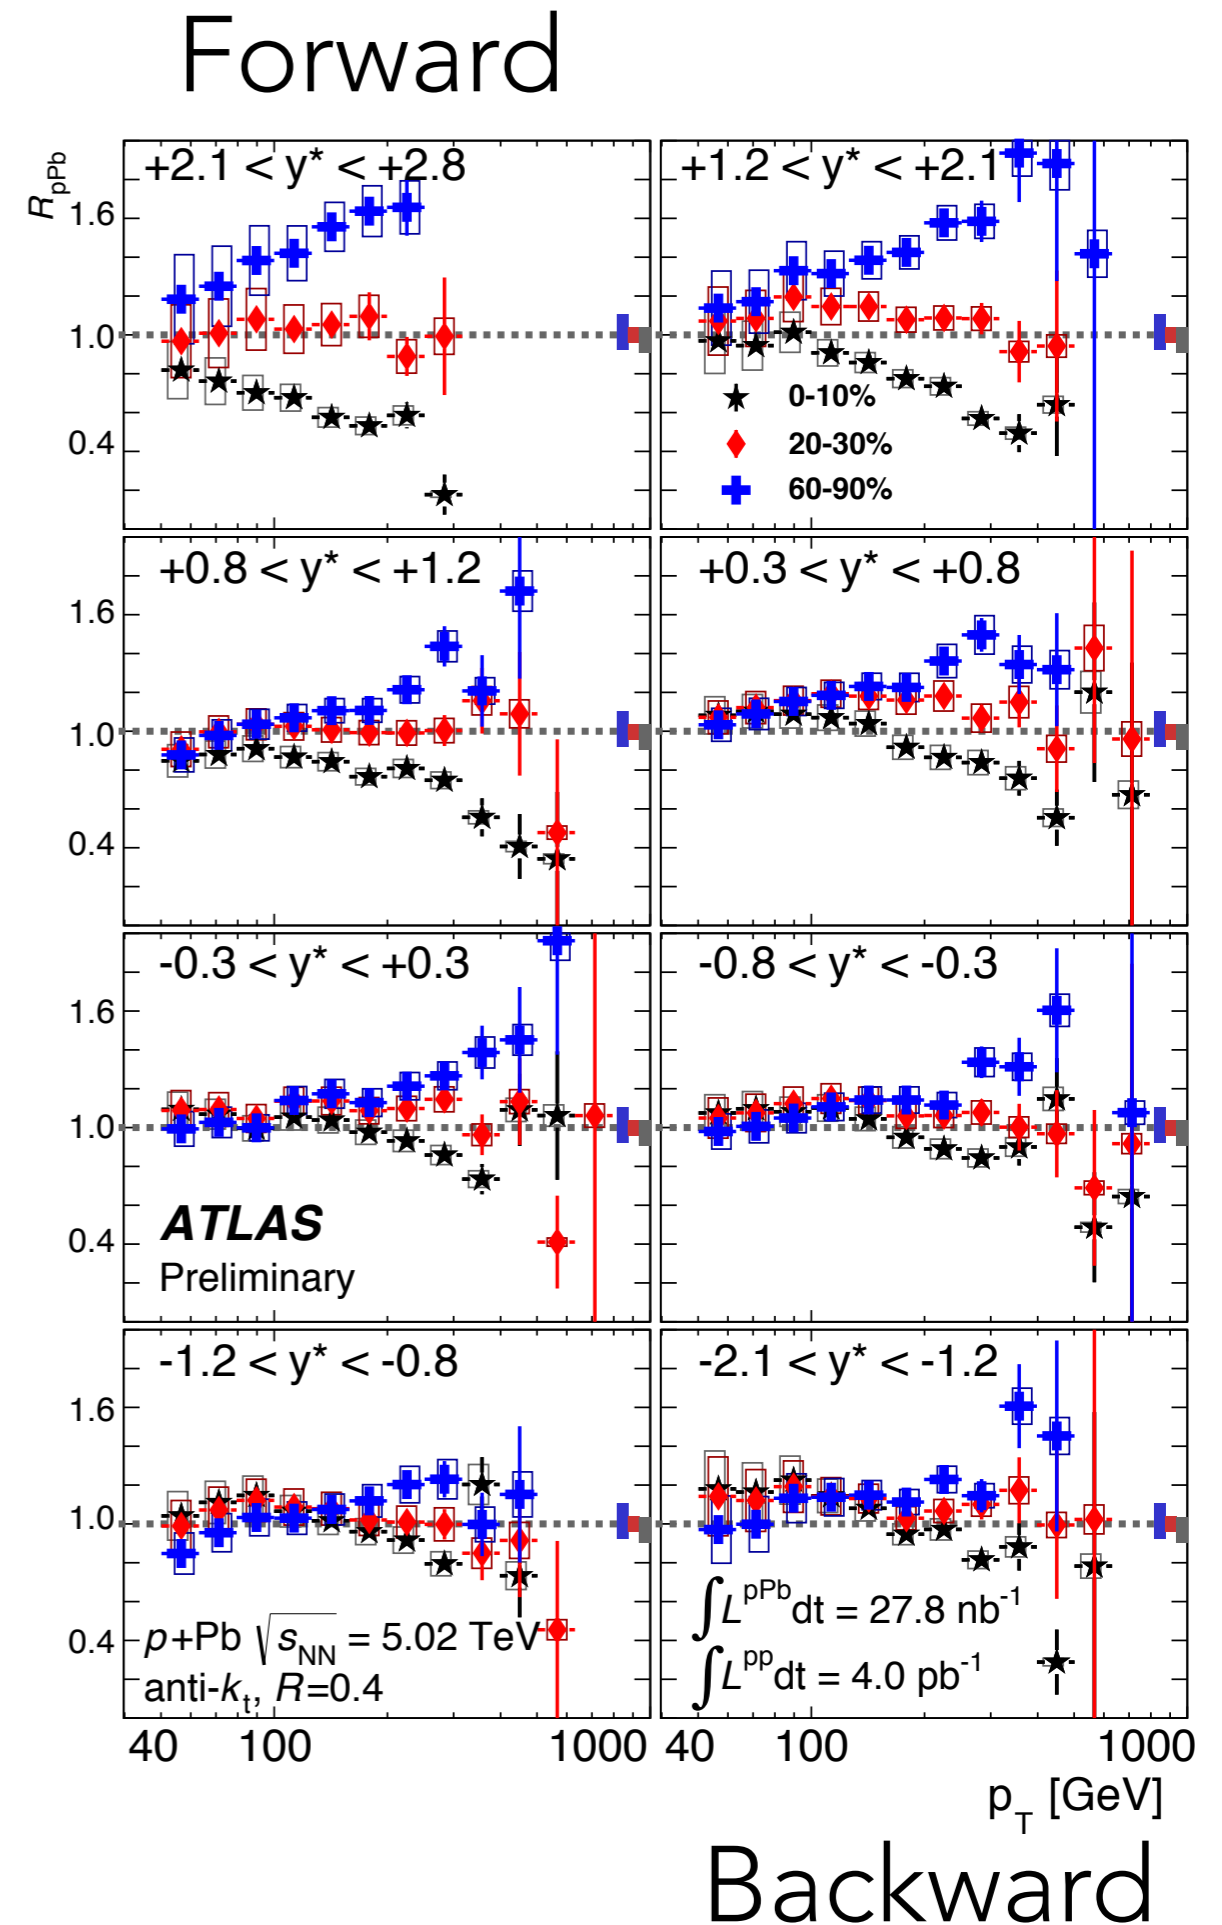 Forward
+2.1 < y* < +2.8
+1.2 < y* < +2.1
R_pPb
1.6
1.0
0.4
0-10%
20-30%
60-90%
+0.8 < y* < +1.2
+0.3 < y* < +0.8
1.6
1.0
0.4
-0.3 < y* < +0.3
-0.8 < y* < -0.3
1.6
1.0
0.4
ATLAS
Preliminary
-1.2 < y* < -0.8
-2.1 < y* < -1.2
1.6
1.0
0.4
p+Pb √s_NN = 5.02 TeV
anti-k_t, R=0.4
∫L^pPb dt = 27.8 nb^-1
∫L^pp dt = 4.0 pb^-1
40 100 1000 40 100 1000
p_T [GeV]
Backward